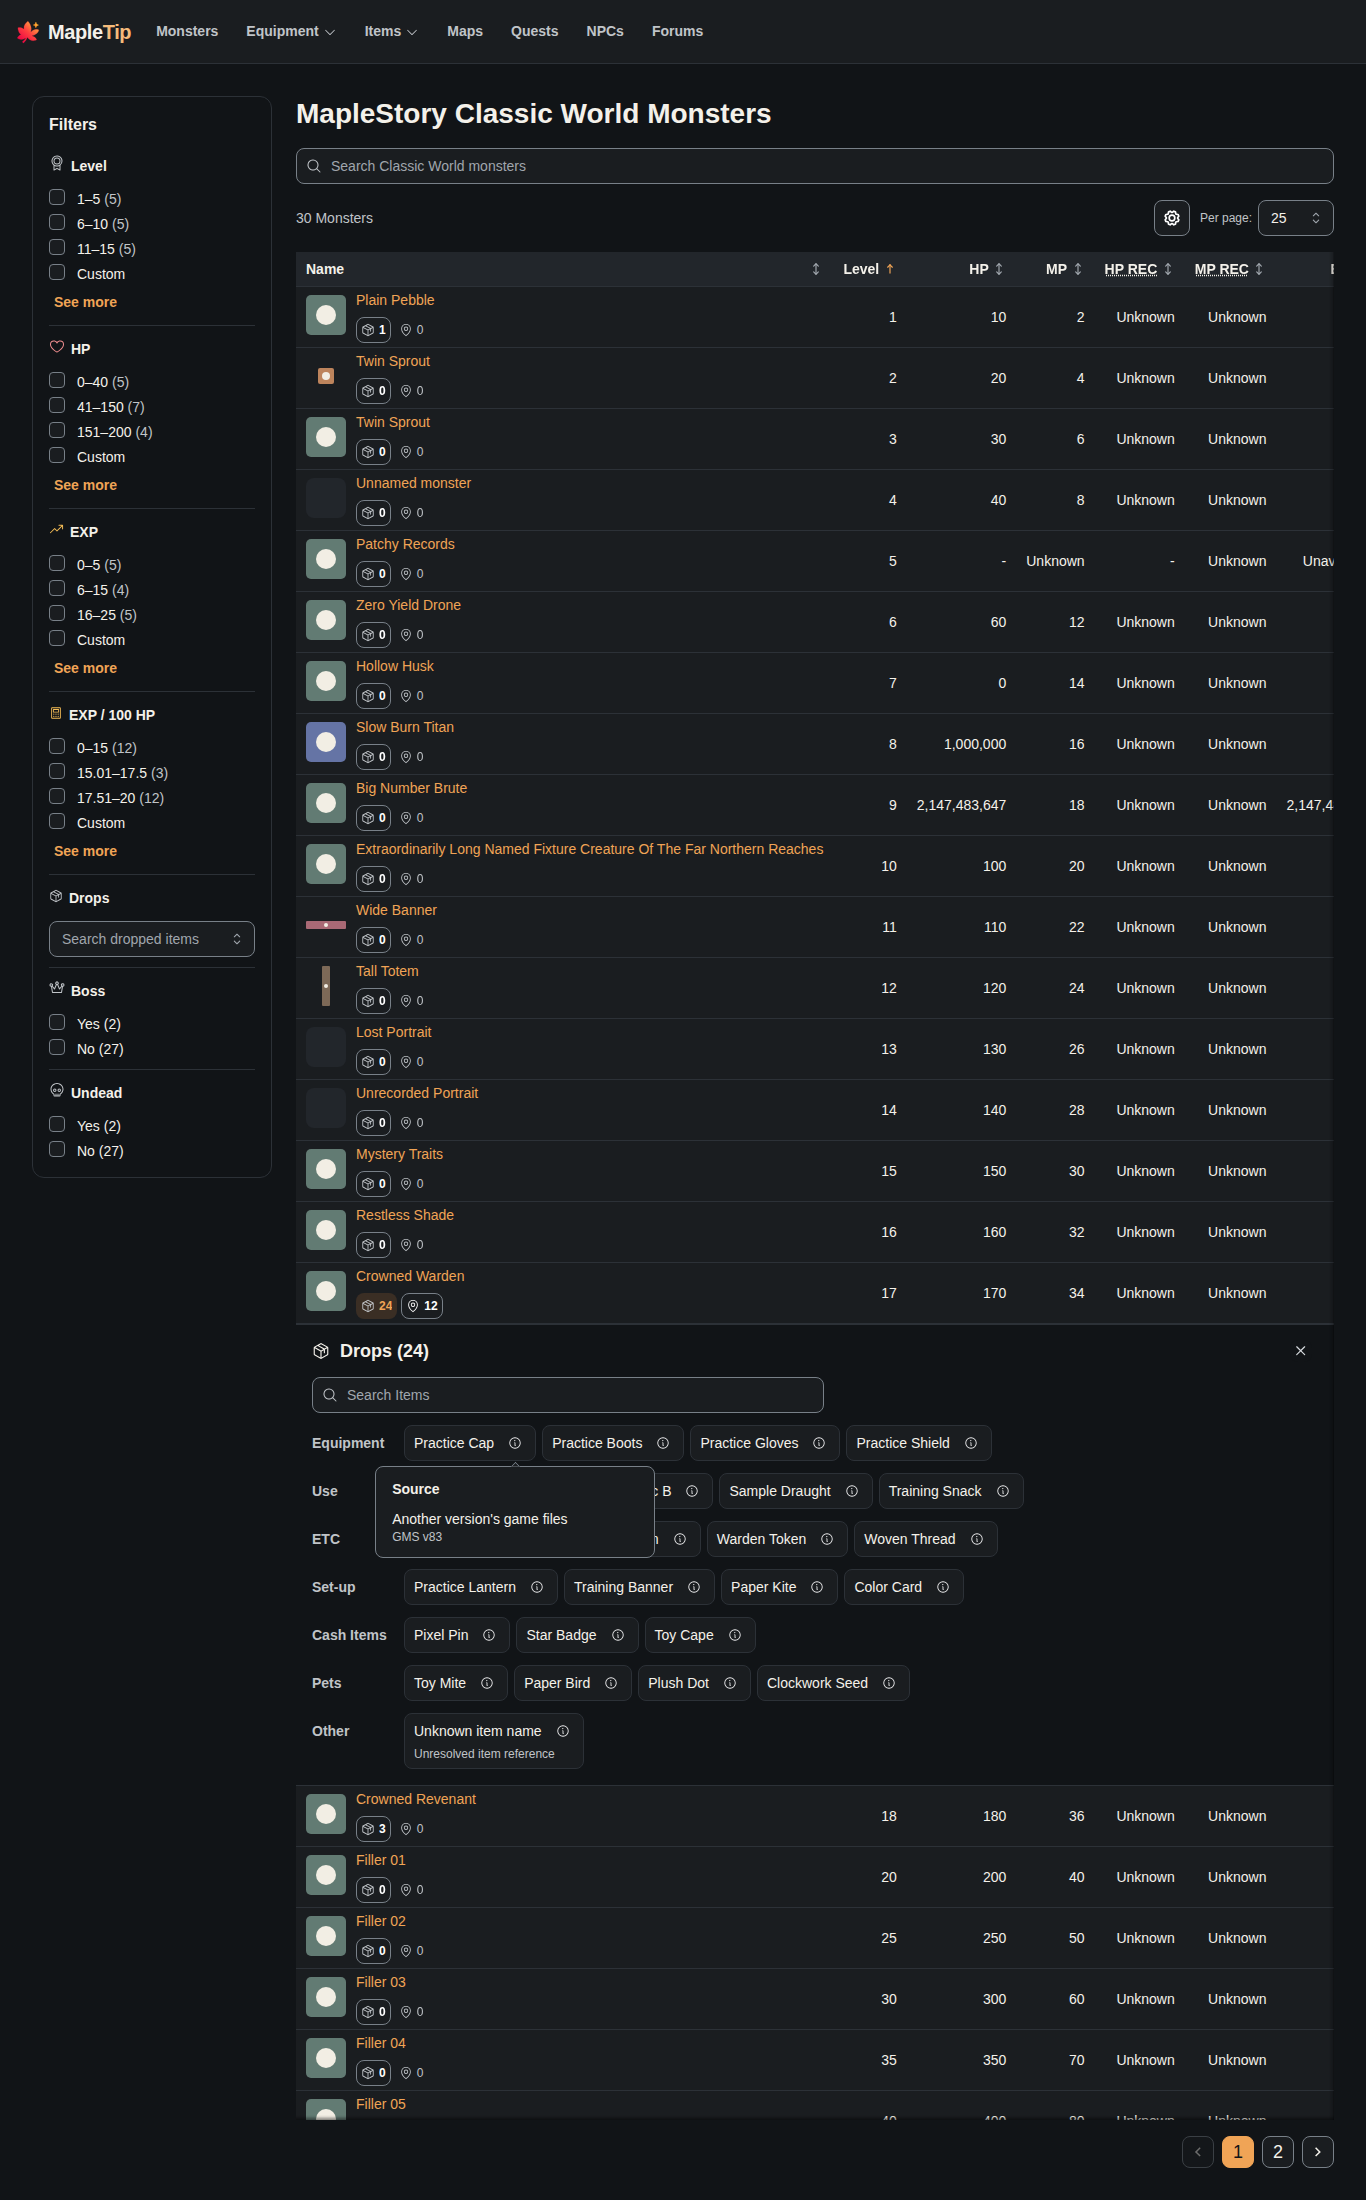 MapleTip Monsters Equipment Items Maps Quests NPCs Forums
Filters
Level
1–5 (5)
6–10 (5)
11–15 (5)
Custom
See more
HP
0–40 (5)
41–150 (7)
151–200 (4)
Custom
See more
EXP
0–5 (5)
6–15 (4)
16–25 (5)
Custom
See more
EXP / 100 HP
0–15 (12)
15.01–17.5 (3)
17.51–20 (12)
Custom
See more
Drops
Search dropped items
Boss
Yes (2)
No (27)
Undead
Yes (2)
No (27)
MapleStory Classic World Monsters
Search Classic World monsters
30 Monsters Per page: 25
Name Level HP MP HP REC MP REC
Plain Pebble
1 0 1 10 2 Unknown Unknown
Twin Sprout
0 0 2 20 4 Unknown Unknown
Twin Sprout
0 0 3 30 6 Unknown Unknown
Unnamed monster
0 0 4 40 8 Unknown Unknown
Patchy Records
0 0 5 - Unknown - Unknown Unav
Zero Yield Drone
0 0 6 60 12 Unknown Unknown
Hollow Husk
0 0 7 0 14 Unknown Unknown
Slow Burn Titan
0 0 8 1,000,000 16 Unknown Unknown
Big Number Brute
0 0 9 2,147,483,647 18 Unknown Unknown 2,147,4
Extraordinarily Long Named Fixture Creature Of The Far Northern Reaches
0 0 10 100 20 Unknown Unknown
Wide Banner
0 0 11 110 22 Unknown Unknown
Tall Totem
0 0 12 120 24 Unknown Unknown
Lost Portrait
0 0 13 130 26 Unknown Unknown
Unrecorded Portrait
0 0 14 140 28 Unknown Unknown
Mystery Traits
0 0 15 150 30 Unknown Unknown
Restless Shade
0 0 16 160 32 Unknown Unknown
Crowned Warden
24 12 17 170 34 Unknown Unknown
Drops (24)
Search Items
Equipment Practice Cap Practice Boots Practice Gloves Practice Shield
Use c B Sample Draught Training Snack
Source
Another version's game files
GMS v83
ETC Warden Token Woven Thread
Set-up Practice Lantern Training Banner Paper Kite Color Card
Cash Items Pixel Pin Star Badge Toy Cape
Pets Toy Mite Paper Bird Plush Dot Clockwork Seed
Other Unknown item name
Unresolved item reference
Crowned Revenant
3 0 18 180 36 Unknown Unknown
Filler 01
0 0 20 200 40 Unknown Unknown
Filler 02
0 0 25 250 50 Unknown Unknown
Filler 03
0 0 30 300 60 Unknown Unknown
Filler 04
0 0 35 350 70 Unknown Unknown
Filler 05
1 2